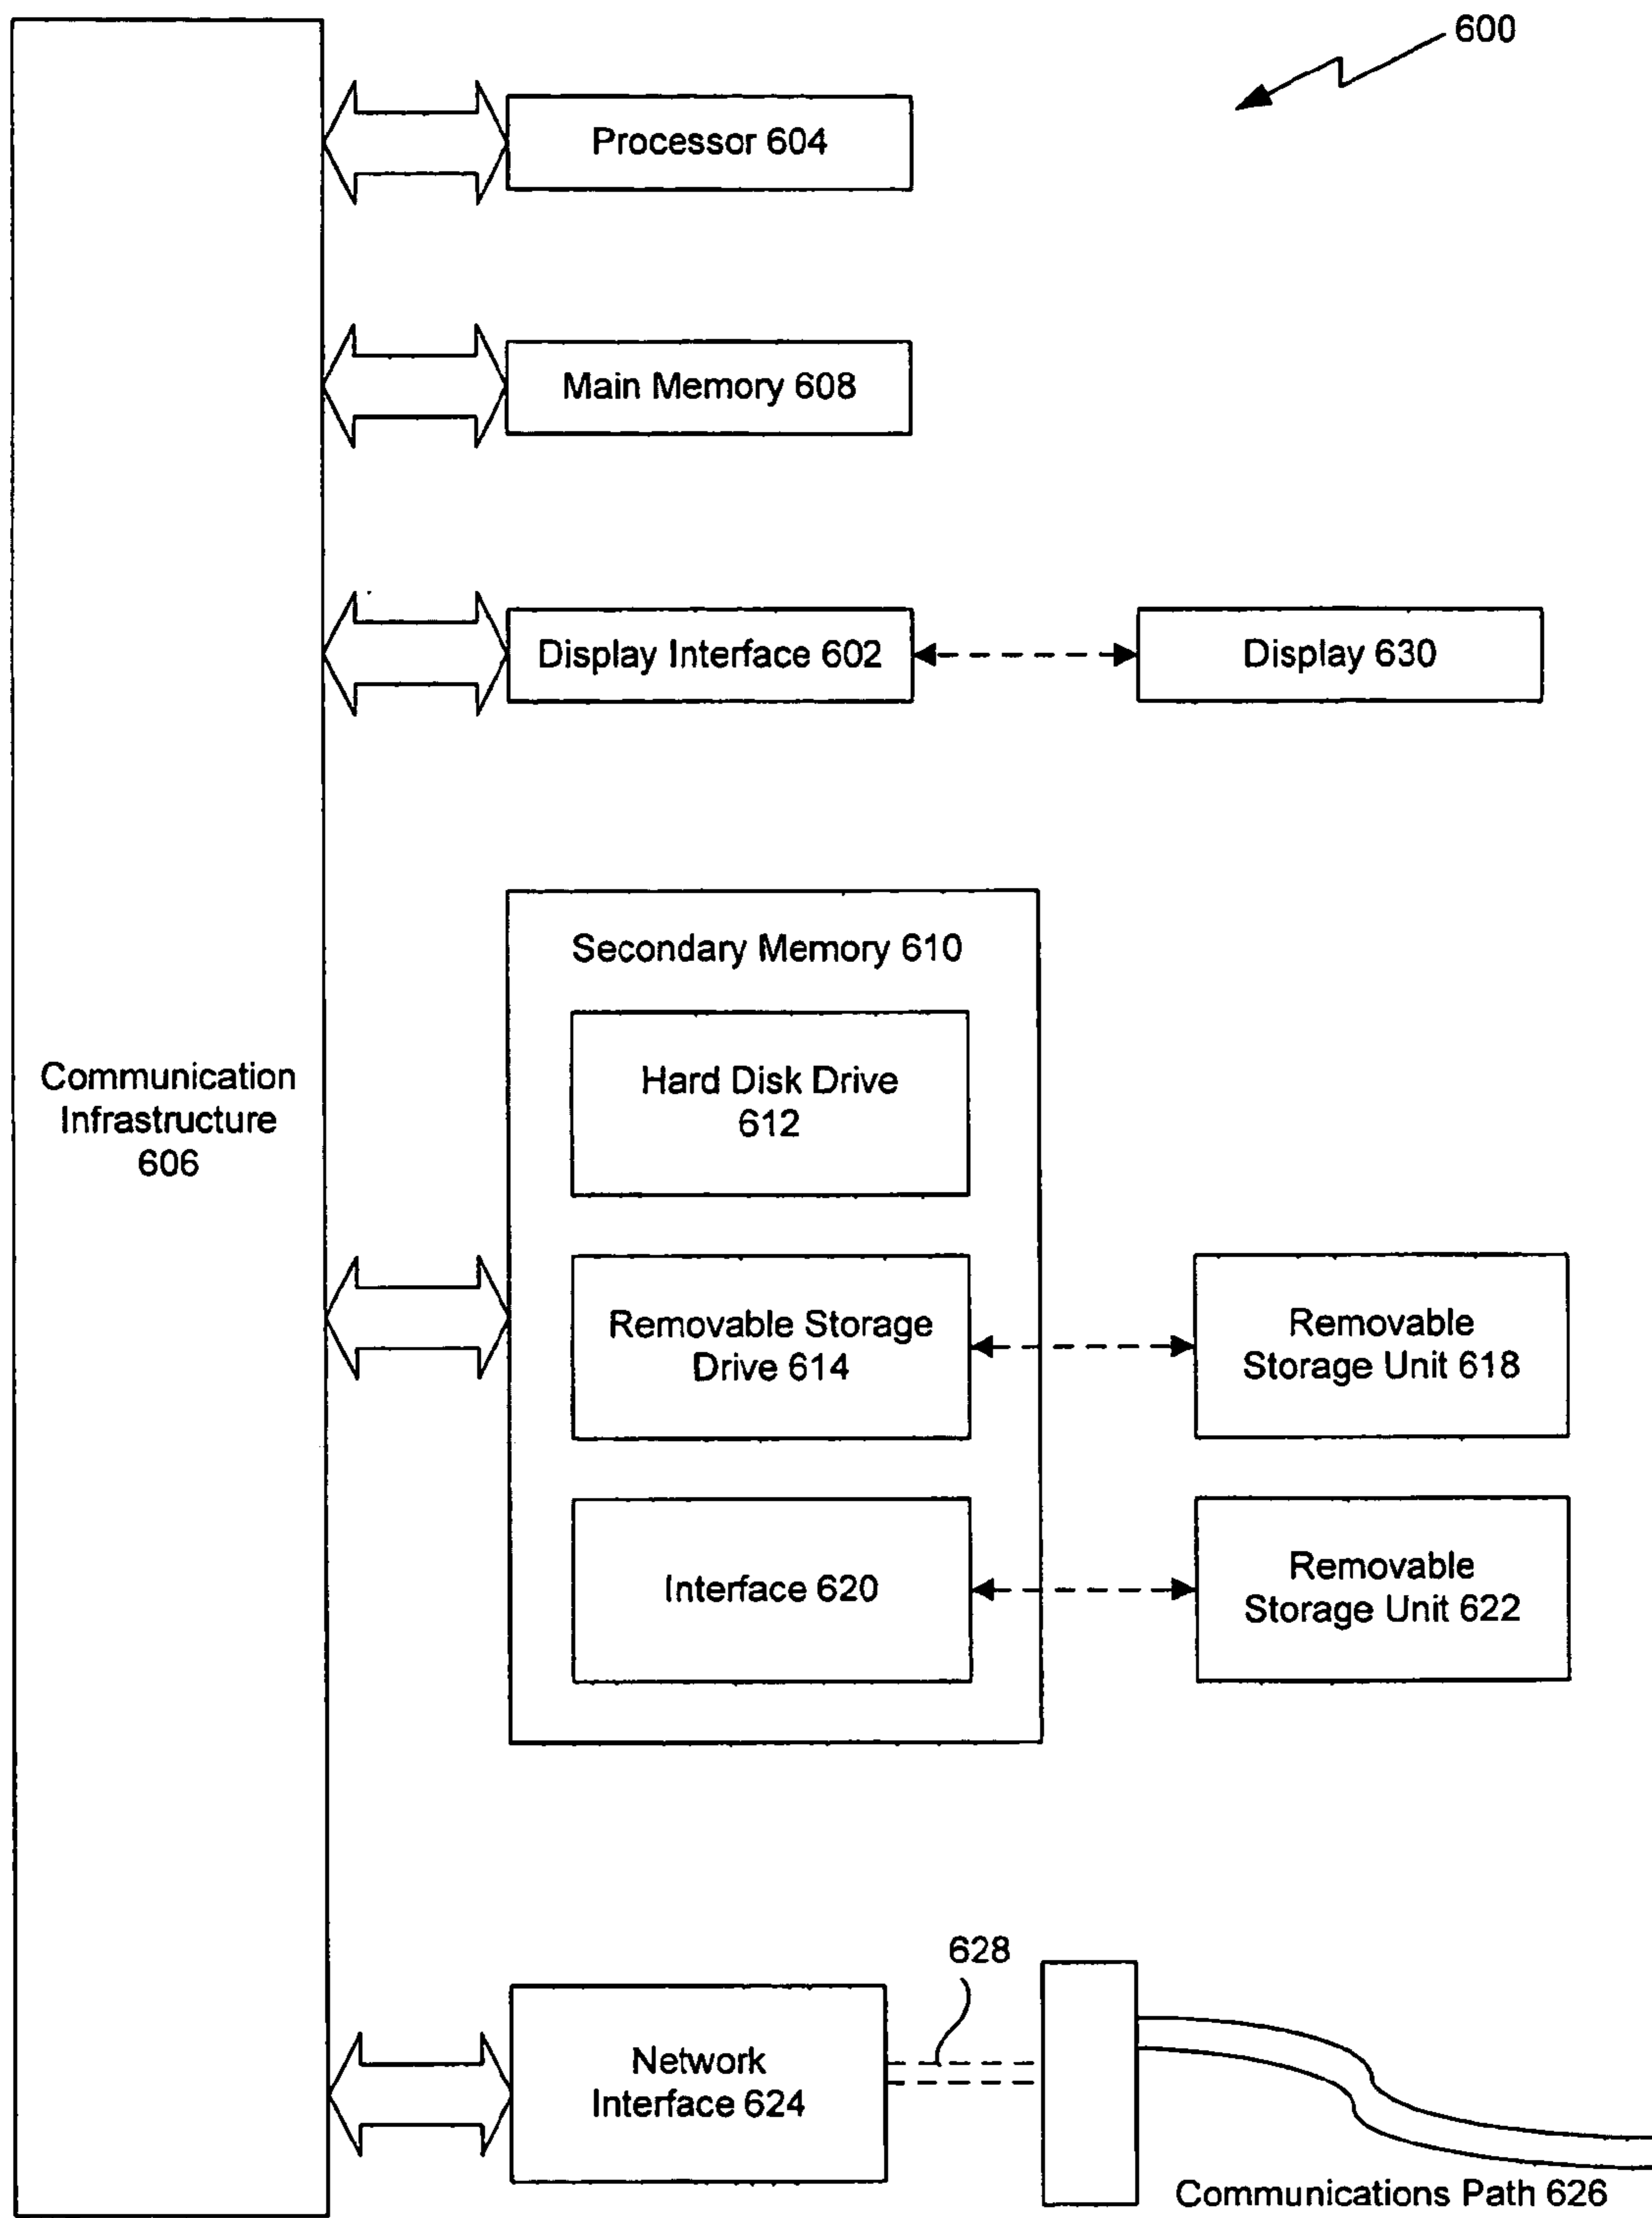 600
Processor 604
Main Memory 608
Display Interface 602
Display 630
Secondary Memory 610
Hard Disk Drive
612
Communication
Infrastructure
606
Removable Storage
Drive 614
Removable
Storage Unit 618
Interface 620
Removable
Storage Unit 622
628
Network
Interface 624
Communications Path 626